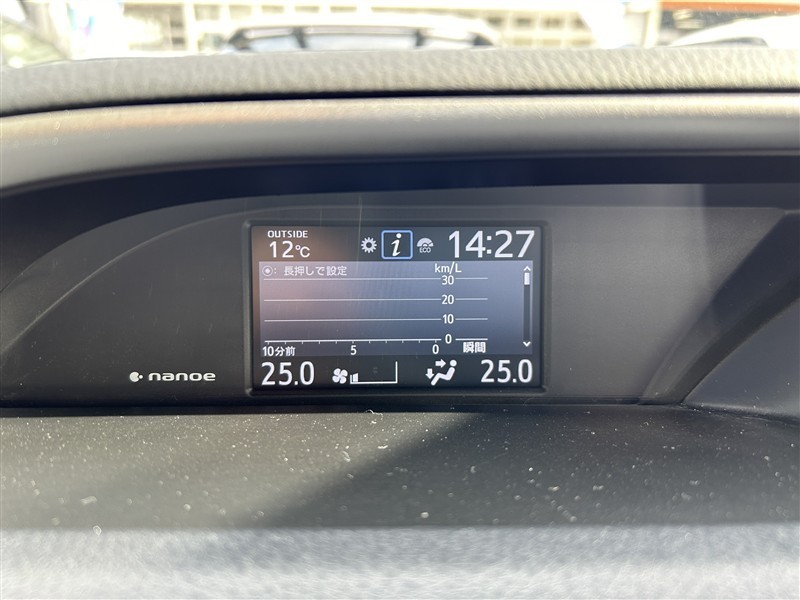 OUTSIDE
12℃
i
ECO
14:27
◉: 長押しで設定
km/L
30
20
10
0
10分前
5
0
瞬間
nanoe
25.0
25.0